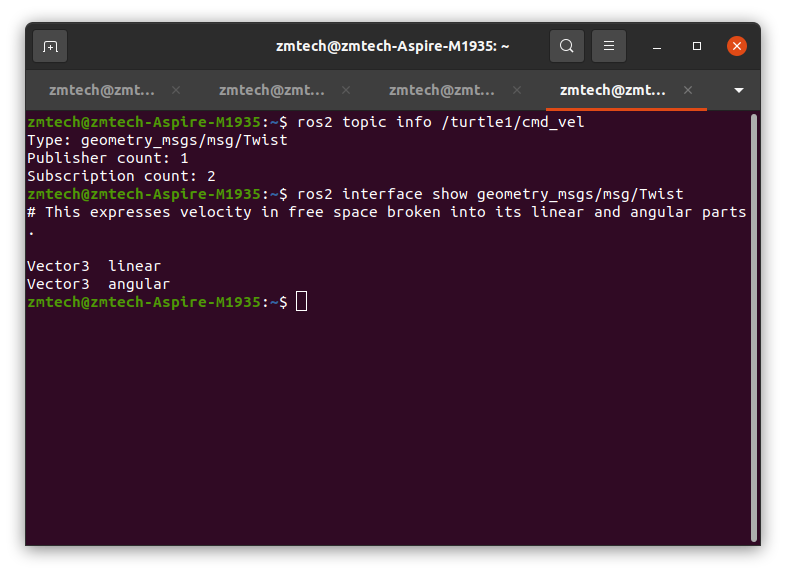 zmtech@zmtech-Aspire-M1935: ~
zmtech@zmt... zmtech@zmt... zmtech@zmt... zmtech@zmt...
zmtech@zmtech-Aspire-M1935:~$ ros2 topic info /turtle1/cmd_vel
Type: geometry_msgs/msg/Twist
Publisher count: 1
Subscription count: 2
zmtech@zmtech-Aspire-M1935:~$ ros2 interface show geometry_msgs/msg/Twist
# This expresses velocity in free space broken into its linear and angular parts
.
Vector3  linear
Vector3  angular
zmtech@zmtech-Aspire-M1935:~$